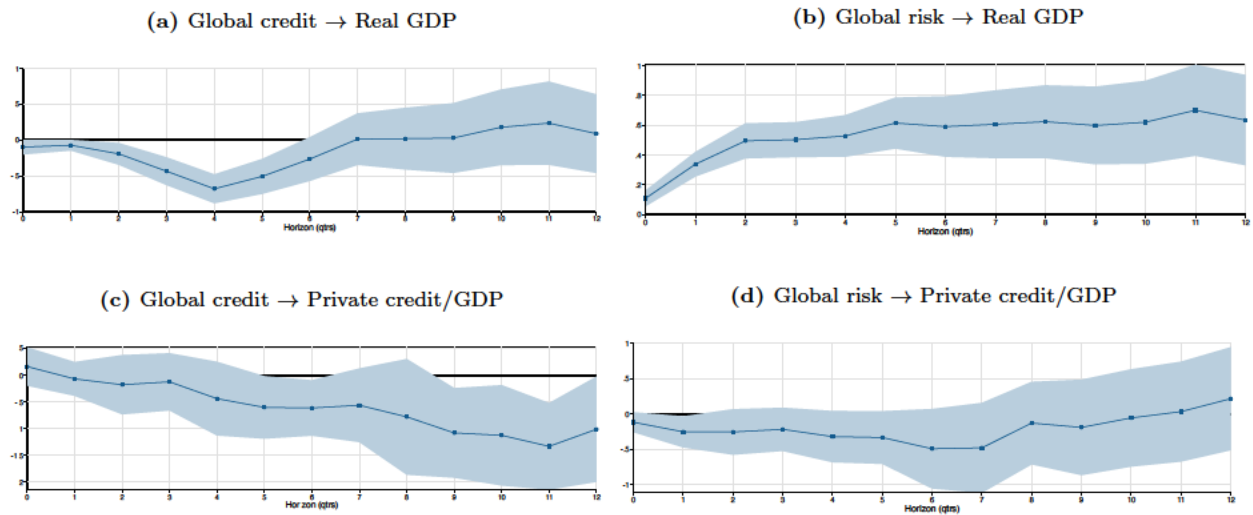 (a) Global credit → Real GDP
1
.5
0
-.5
-1
0 1 2 3 4 5 6 7 8 9 10 11 12
Horizon (qtrs)
(b) Global risk → Real GDP
.1
.8
.6
.4
.2
0
0 1 2 3 4 5 6 7 8 9 10 11 12
Horizon (qtrs)
(c) Global credit → Private credit/GDP
5
0
-5
1
-15
2
0 1 2 3 4 5 6 7 8 9 10 11 12
Hor zon (qtrs)
(d) Global risk → Private credit/GDP
1
.5
0
-.5
-1
0 1 2 3 4 5 6 7 8 9 10 11 12
Horizon (qtrs)